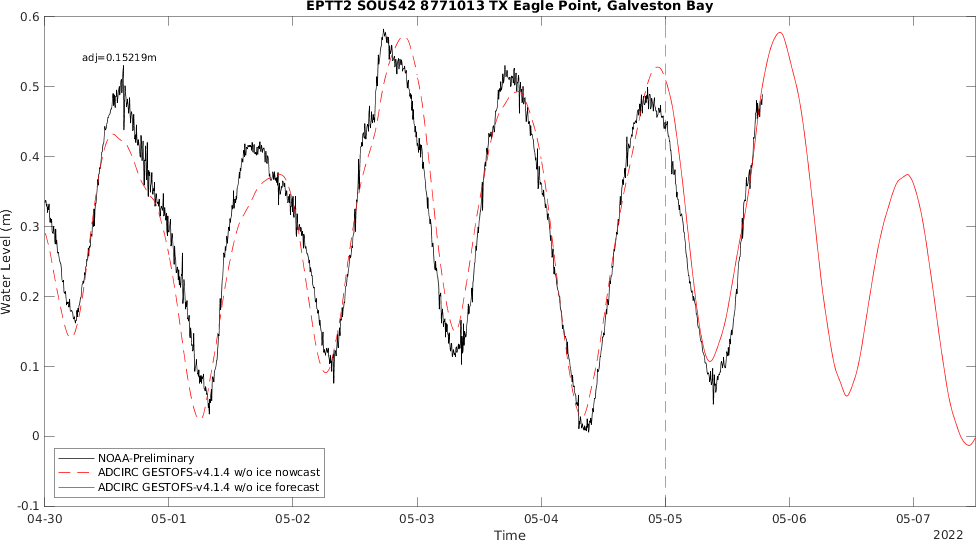 EPTT2 SOUS42 8771013 TX Eagle Point, Galveston Bay
0.6
adj=0.15219m
0.5
0.4
0.3
0.2
0.1
0
-0.1
Water Level (m)
NOAA-Preliminary
ADCIRC GESTOFS-v4.1.4 w/o ice nowcast
ADCIRC GESTOFS-v4.1.4 w/o ice forecast
04-30 05-01 05-02 05-03 05-04 05-05 05-06 05-07
Time
2022